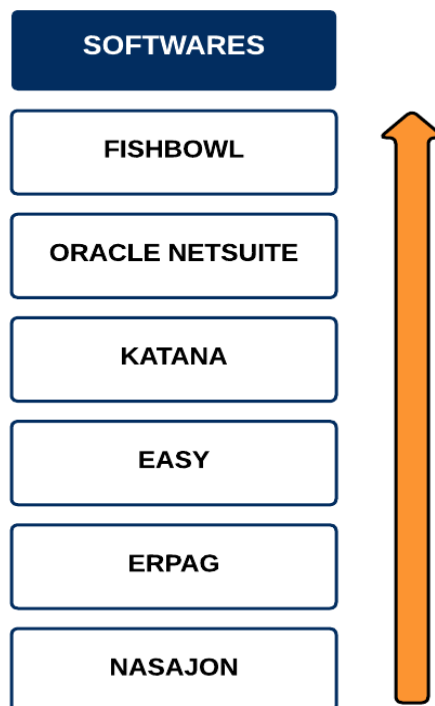 SOFTWARES
FISHBOWL
ORACLE NETSUITE
KATANA
EASY
ERPAG
NASAJON